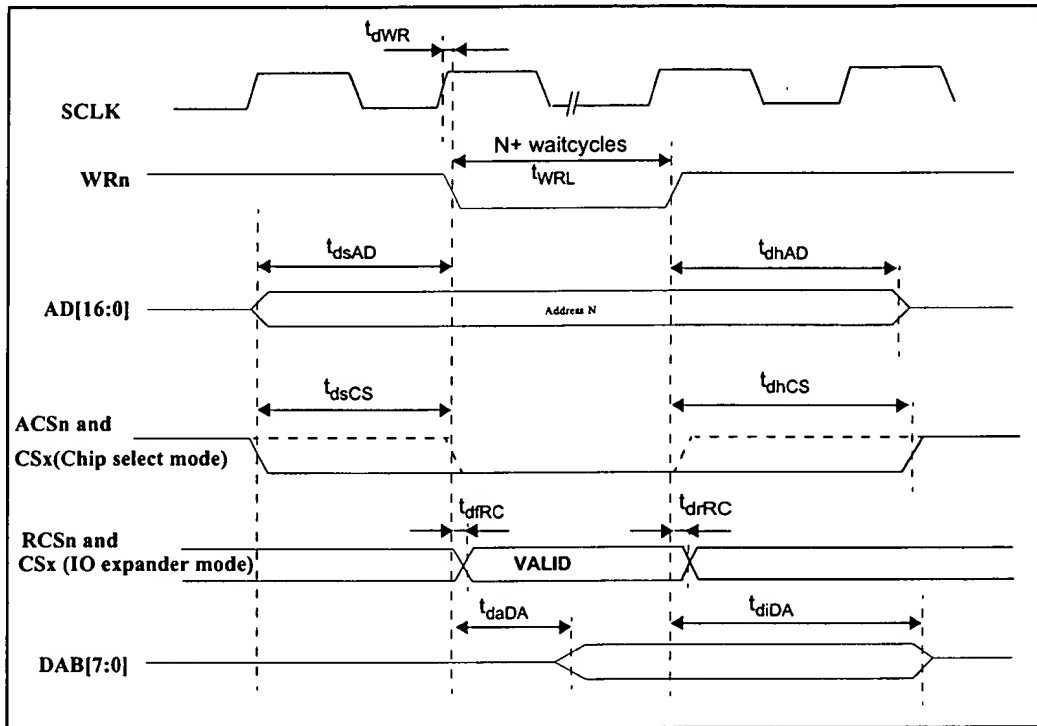 tdWR
SCLK
N+ waitcycles
WRn
tWRL
tdsAD
tdhAD
AD[16:0]
Address N
tdsCS
tdhCS
ACSn and
CSx(Chip select mode)
tdfRC
tdrRC
RCSn and
CSx (IO expander mode)
VALID
tdaDA
tdiDA
DAB[7:0]